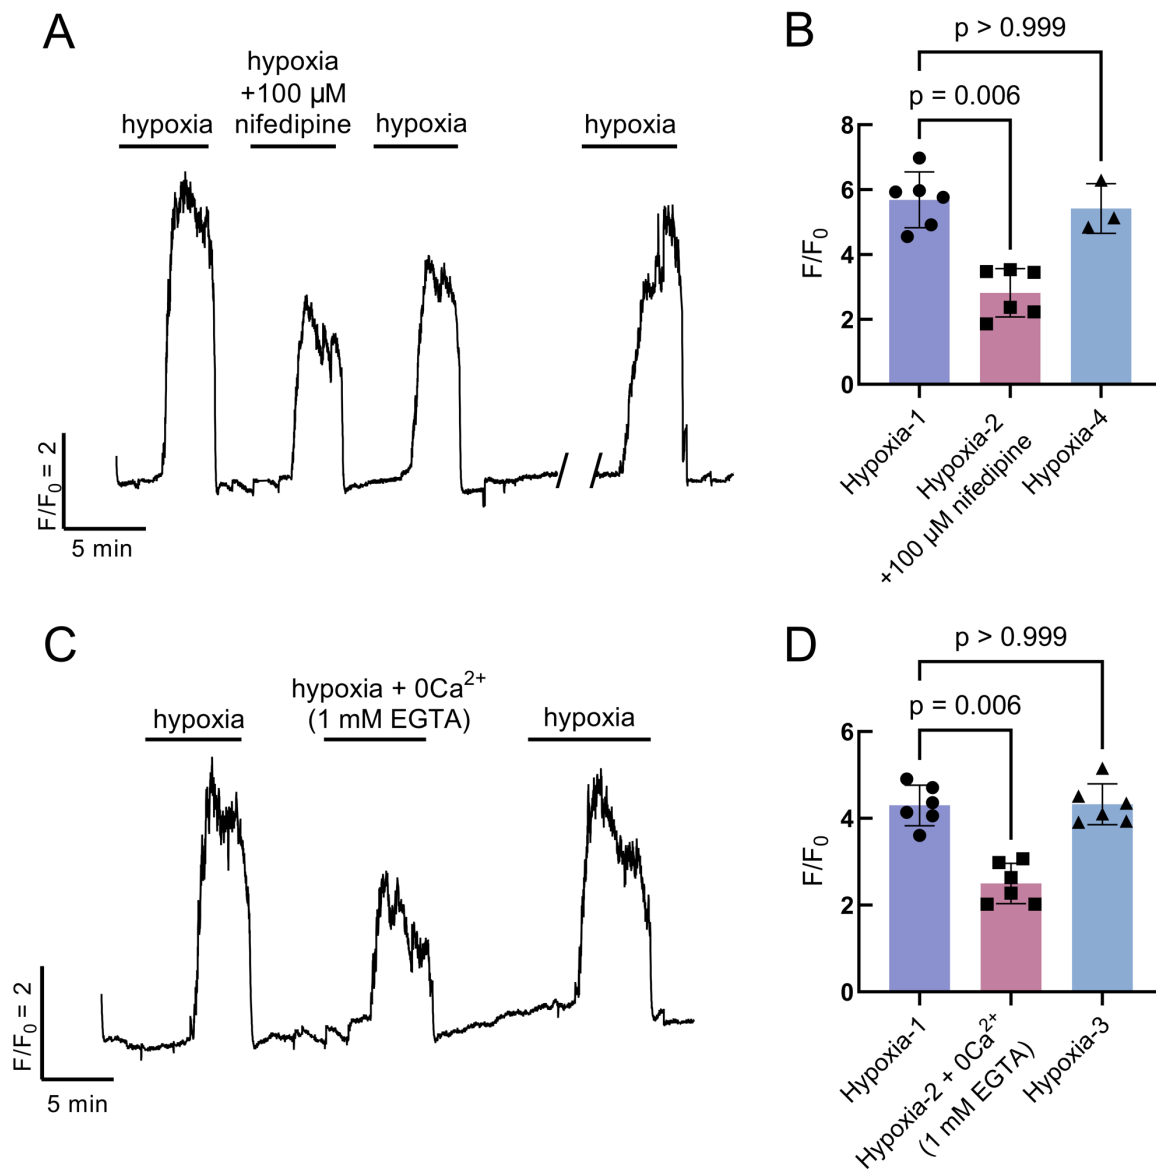 A
hypoxia
+100 µM
nifedipine
hypoxia
hypoxia
hypoxia
F/F0 = 2
5 min
B
p > 0.999
p = 0.006
F/F0
8
6
4
2
0
Hypoxia-1
Hypoxia-2
+100 µM nifedipine
Hypoxia-4
C
hypoxia
hypoxia + 0Ca2+
(1 mM EGTA)
hypoxia
F/F0 = 2
5 min
D
p > 0.999
p = 0.006
F/F0
6
4
2
0
Hypoxia-1
Hypoxia-2 + 0Ca2+
(1 mM EGTA)
Hypoxia-3